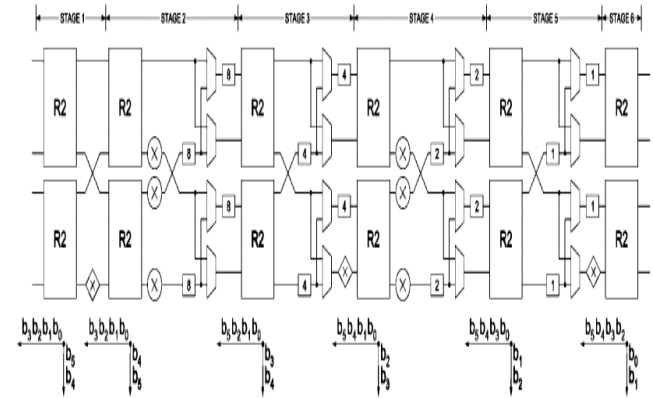 STAGE 1 STAGE 2 STAGE 3 STAGE 4 STAGE 5 STAGE 6
8 4 2 1
R2 R2 R2 R2 R2 R2
8 4 2 1
8 4 2 1
R2 R2 R2 R2 R2 R2
8 4 2 1
b3b2b1b0 b3b2b1b0 b5b2b1b0 b5b4b1b0 b5b4b3b0 b5b4b3b2
b5 b4 b3 b2 b1 b0
b4 b5 b4 b3 b2 b1